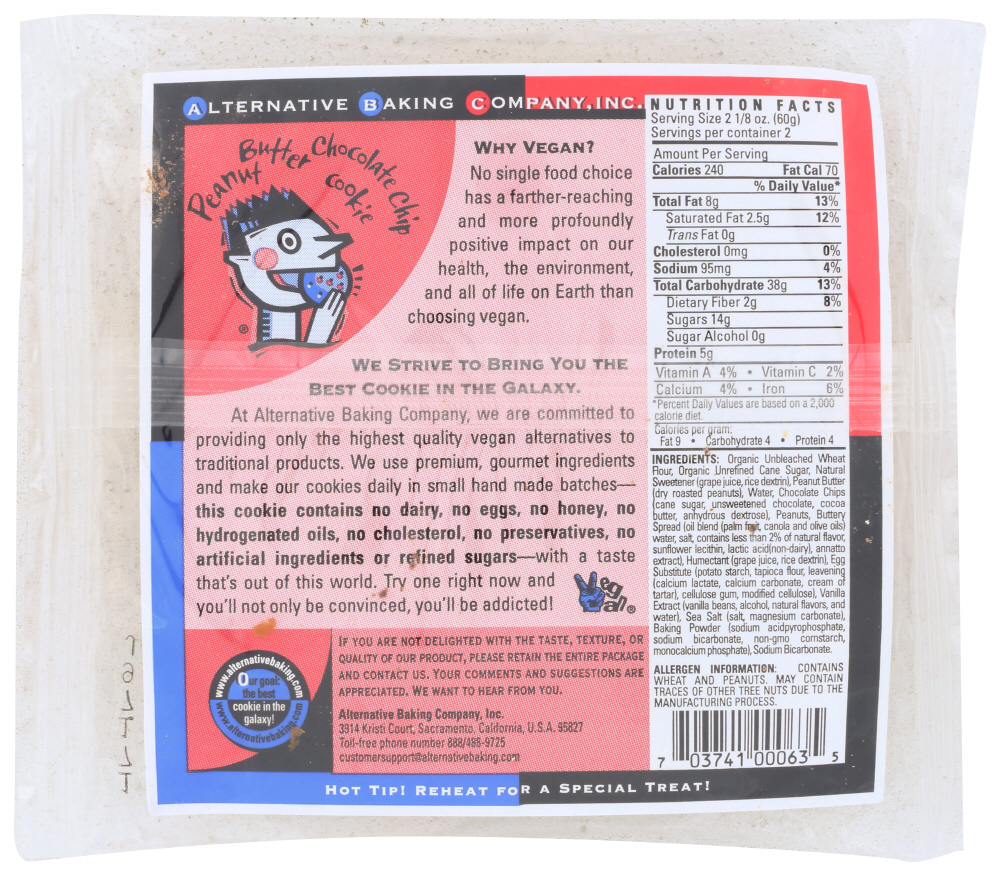 ALTERNATIVE BAKING COMPANY, INC.
Peanut Butter Chocolate Chip
Cookie
®
WHY VEGAN?
No single food choice
has a farther-reaching
and more profoundly
positive impact on our
health, the environment,
and all of life on Earth than
choosing vegan.
WE STRIVE TO BRING YOU THE
BEST COOKIE IN THE GALAXY.
At Alternative Baking Company, we are committed to
providing only the highest quality vegan alternatives to
traditional products. We use premium, gourmet ingredients
and make our cookies daily in small hand made batches—
this cookie contains no dairy, no eggs, no honey, no
hydrogenated oils, no cholesterol, no preservatives, no
artificial ingredients or refined sugars—with a taste
that's out of this world. Try one right now and
you'll not only be convinced, you'll be addicted!
Vegan®
www.alternativebaking.com
Our goal:
the best
cookie in the
galaxy!
www.alternativebaking.com
IF YOU ARE NOT DELIGHTED WITH THE TASTE, TEXTURE, OR
QUALITY OF OUR PRODUCT, PLEASE RETAIN THE ENTIRE PACKAGE
AND CONTACT US. YOUR COMMENTS AND SUGGESTIONS ARE
APPRECIATED. WE WANT TO HEAR FROM YOU.
Alternative Baking Company, Inc.
3914 Kristi Court, Sacramento, California, U.S.A. 95827
Toll-free phone number 888/488-9725
customersupport@alternativebaking.com
HOT TIP! REHEAT FOR A SPECIAL TREAT!
NUTRITION FACTS
Serving Size 2 1/8 oz. (60g)
Servings per container 2
Amount Per Serving
Calories 240 Fat Cal 70
% Daily Value*
Total Fat 8g 13%
Saturated Fat 2.5g 12%
Trans Fat 0g
Cholesterol 0mg 0%
Sodium 95mg 4%
Total Carbohydrate 38g 13%
Dietary Fiber 2g 8%
Sugars 14g
Sugar Alcohol 0g
Protein 5g
Vitamin A 4% • Vitamin C 2%
Calcium 4% • Iron 6%
*Percent Daily Values are based on a 2,000
calorie diet.
Calories per gram:
Fat 9 • Carbohydrate 4 • Protein 4
INGREDIENTS: Organic Unbleached Wheat
Flour, Organic Unrefined Cane Sugar, Natural
Sweetener (grape juice, rice dextrin), Peanut Butter
(dry roasted peanuts), Water, Chocolate Chips
(cane sugar, unsweetened chocolate, cocoa
butter, anhydrous dextrose), Peanuts, Buttery
Spread (oil blend (palm fruit, canola and olive oils)
water, salt, contains less than 2% of natural flavor,
sunflower lecithin, lactic acid(non-dairy), annatto
extract), Humectant (grape juice, rice dextrin), Egg
Substitute (potato starch, tapioca flour, leavening
(calcium lactate, calcium carbonate, cream of
tartar), cellulose gum, modified cellulose), Vanilla
Extract (vanilla beans, alcohol, natural flavors, and
water), Sea Salt (salt, magnesium carbonate),
Baking Powder (sodium acidpyrophosphate,
sodium bicarbonate, non-gmo cornstarch,
monocalcium phosphate), Sodium Bicarbonate.
ALLERGEN INFORMATION: CONTAINS
WHEAT AND PEANUTS. MAY CONTAIN
TRACES OF OTHER TREE NUTS DUE TO THE
MANUFACTURING PROCESS.
7 03741 00063 5